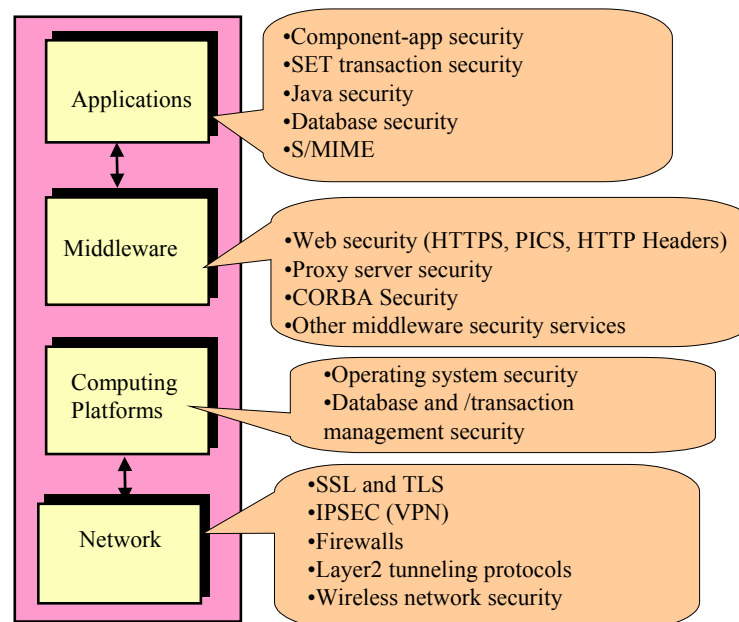 Applications
•Component-app security
•SET transaction security
•Java security
•Database security
•S/MIME
Middleware
•Web security (HTTPS, PICS, HTTP Headers)
•Proxy server security
•CORBA Security
•Other middleware security services
Computing
Platforms
•Operating system security
•Database and /transaction
management security
Network
•SSL and TLS
•IPSEC (VPN)
•Firewalls
•Layer2 tunneling protocols
•Wireless network security